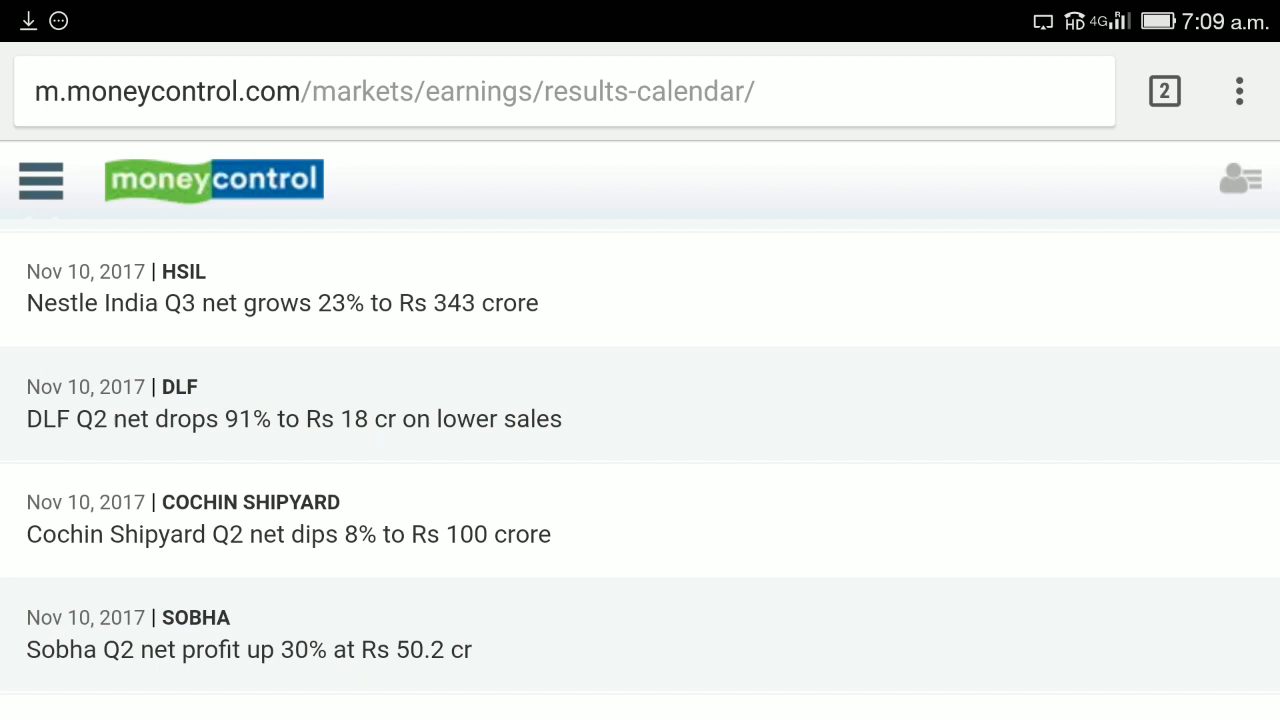 HD 4G R 7:09 a.m.
m.moneycontrol.com/markets/earnings/results-calendar/ 2
moneycontrol
Nov 10, 2017 | HSIL
Nestle India Q3 net grows 23% to Rs 343 crore
Nov 10, 2017 | DLF
DLF Q2 net drops 91% to Rs 18 cr on lower sales
Nov 10, 2017 | COCHIN SHIPYARD
Cochin Shipyard Q2 net dips 8% to Rs 100 crore
Nov 10, 2017 | SOBHA
Sobha Q2 net profit up 30% at Rs 50.2 cr